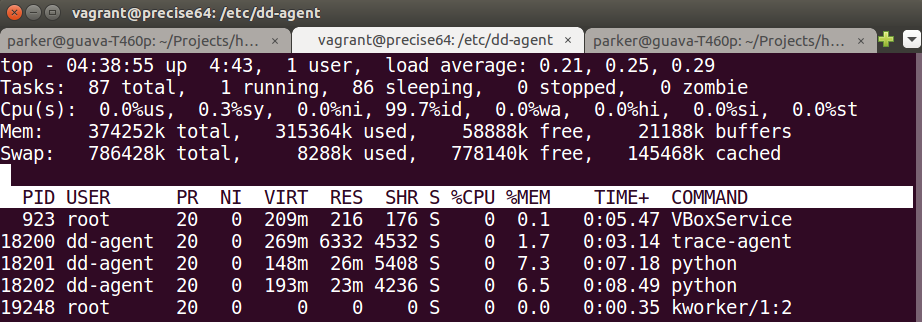 vagrant@precise64: /etc/dd-agent
parker@guava-T460p: ~/Projects/h... × vagrant@precise64: /etc/dd-agent × parker@guava-T460p: ~/Projects/h... ×
top - 04:38:55 up  4:43,  1 user,  load average: 0.21, 0.25, 0.29
Tasks:  87 total,   1 running,  86 sleeping,   0 stopped,   0 zombie
Cpu(s):  0.0%us,  0.3%sy,  0.0%ni, 99.7%id,  0.0%wa,  0.0%hi,  0.0%si,  0.0%st
Mem:    374252k total,   315364k used,    58888k free,    21188k buffers
Swap:   786428k total,     8288k used,   778140k free,   145468k cached
  PID USER      PR  NI  VIRT  RES  SHR S %CPU %MEM    TIME+  COMMAND
  923 root      20   0  209m  216  176 S    0  0.1   0:05.47 VBoxService
18200 dd-agent  20   0  269m 6332 4532 S    0  1.7   0:03.14 trace-agent
18201 dd-agent  20   0  148m  26m 5408 S    0  7.3   0:07.18 python
18202 dd-agent  20   0  193m  23m 4236 S    0  6.5   0:08.49 python
19248 root      20   0     0    0    0 S    0  0.0   0:00.35 kworker/1:2